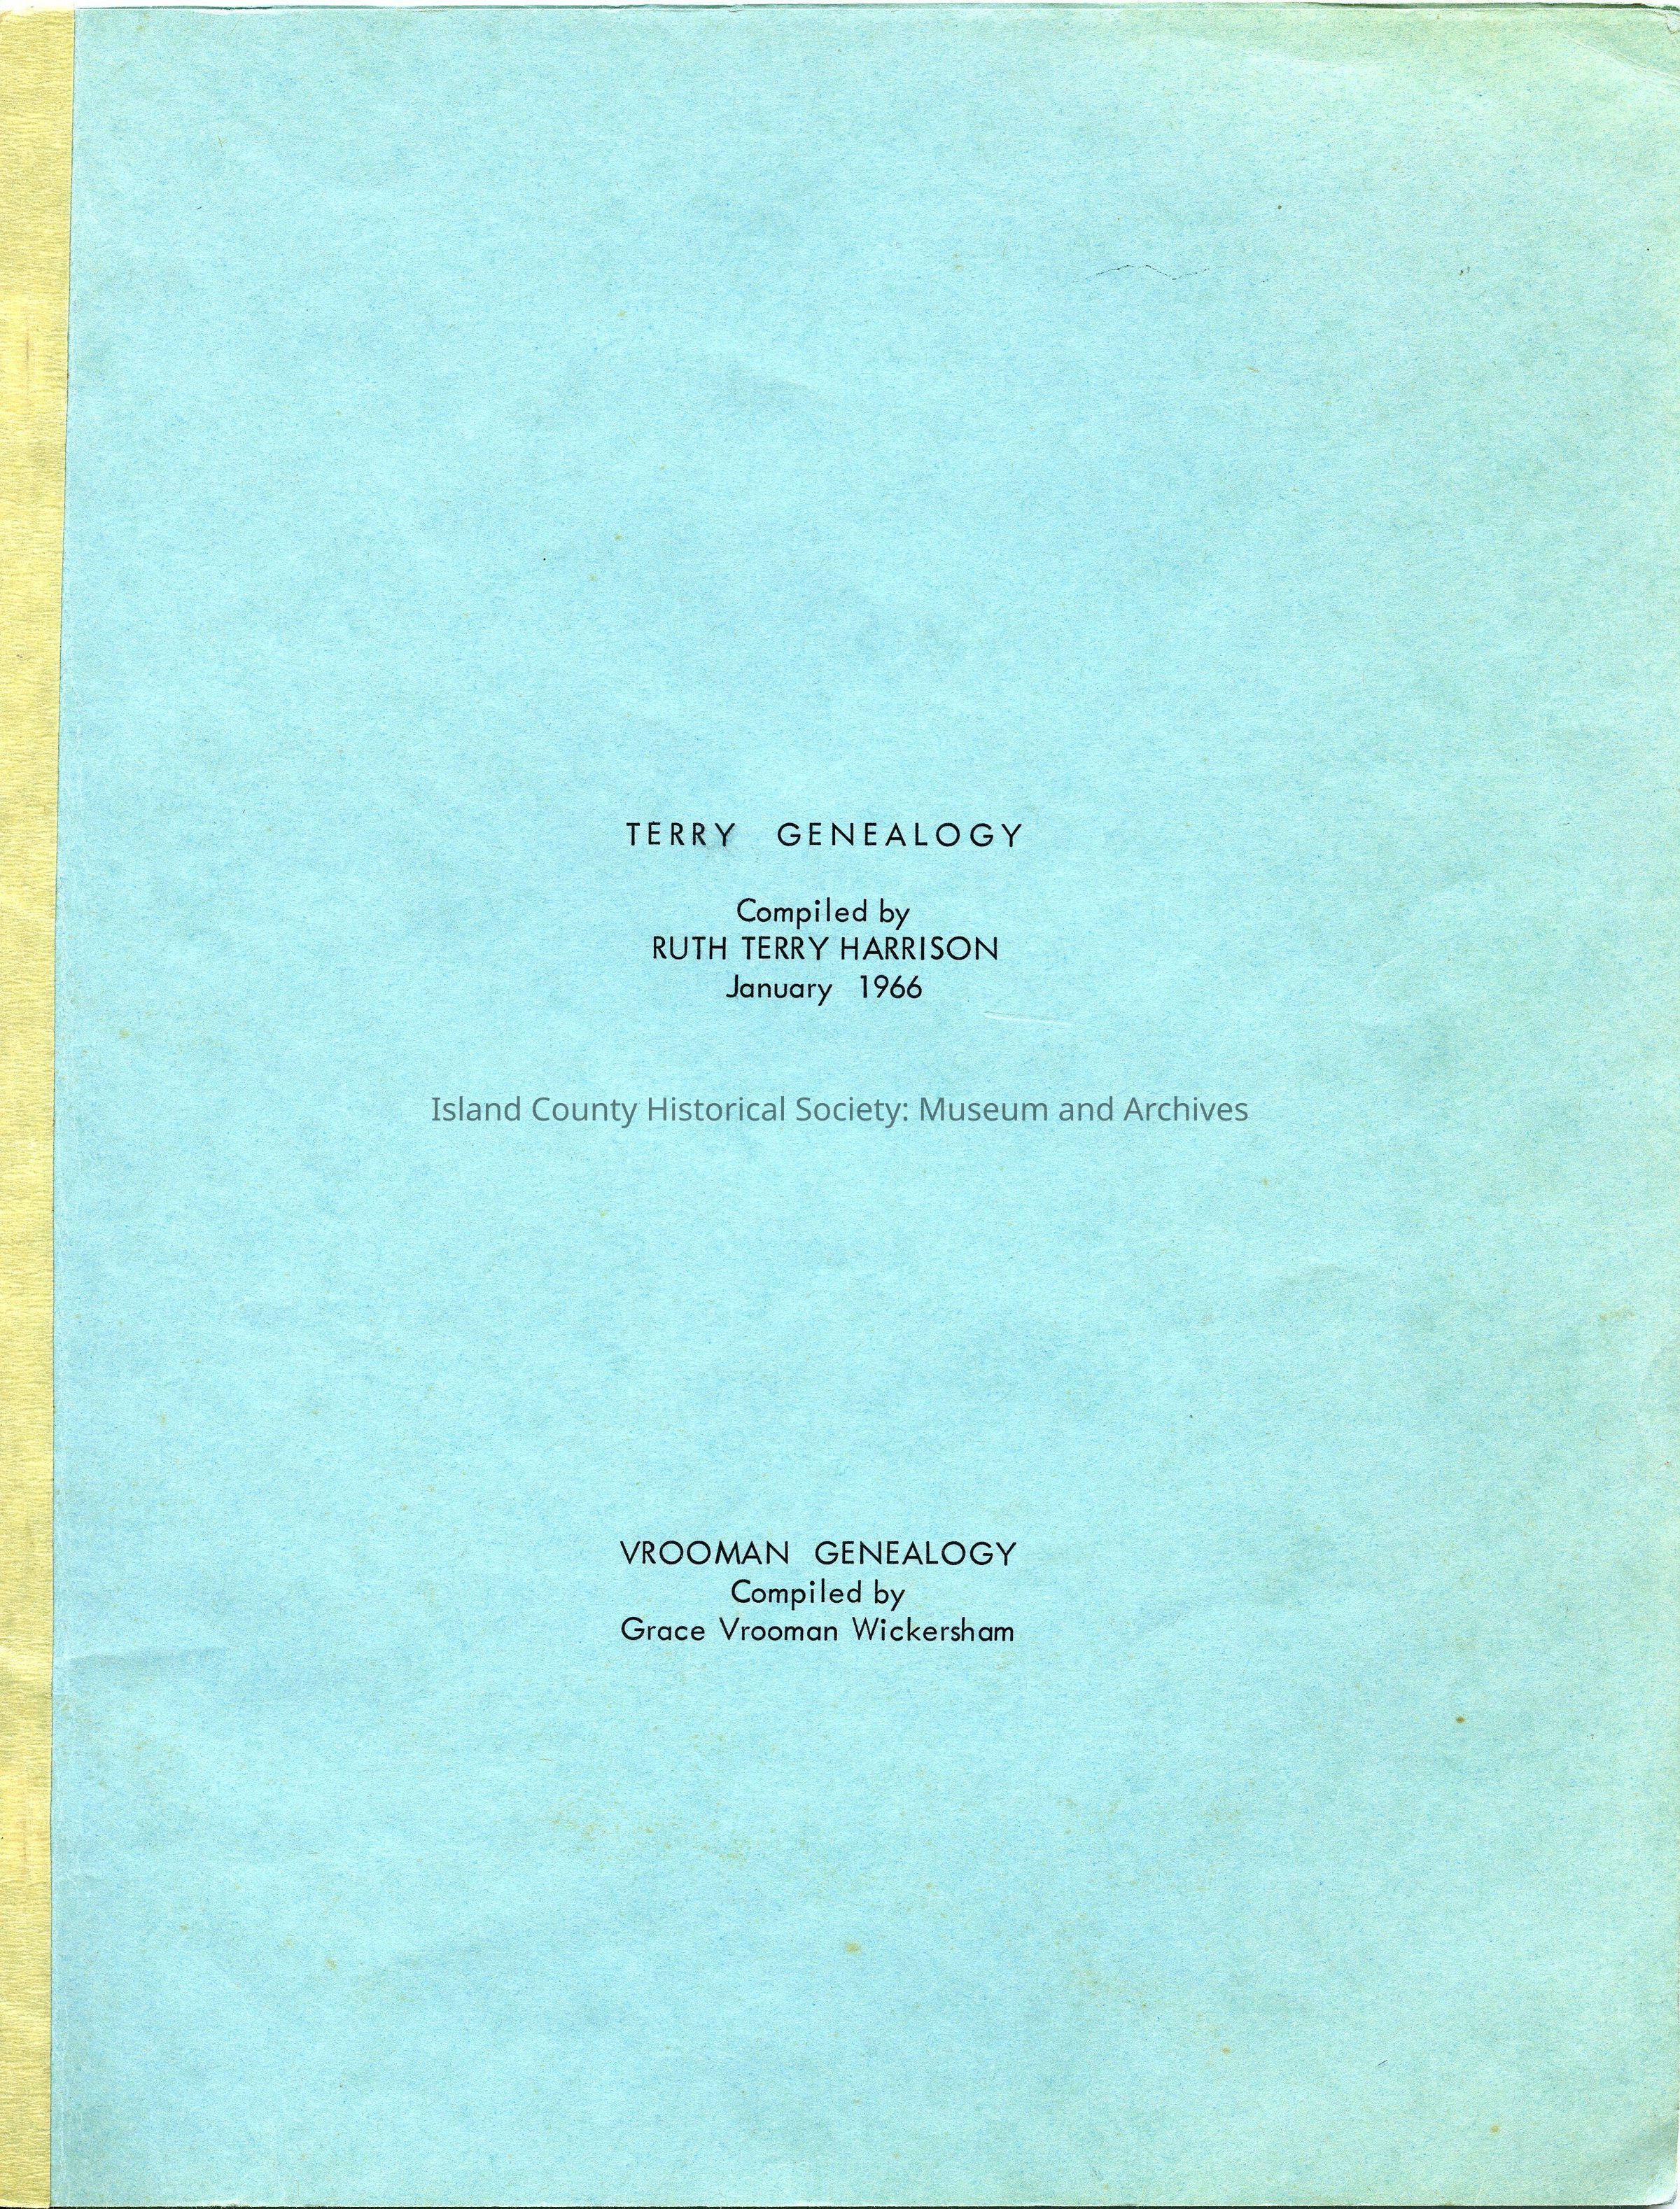 TERRY GENEALOGY
Compiled by
RUTH TERRY HARRISON
January 1966
Island County Historical Society: Museum and Archives
VROOMAN GENEALOGY
Compiled by
Grace Vrooman Wickersham